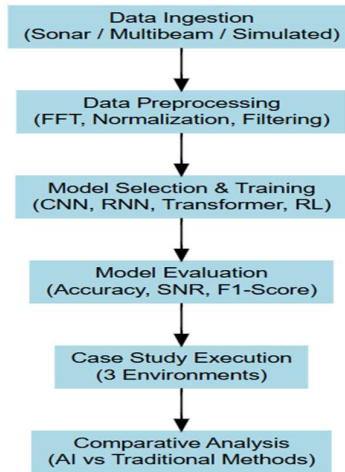 Data Ingestion
(Sonar / Multibeam / Simulated)
Data Preprocessing
(FFT, Normalization, Filtering)
Model Selection & Training
(CNN, RNN, Transformer, RL)
Model Evaluation
(Accuracy, SNR, F1-Score)
Case Study Execution
(3 Environments)
Comparative Analysis
(AI vs Traditional Methods)